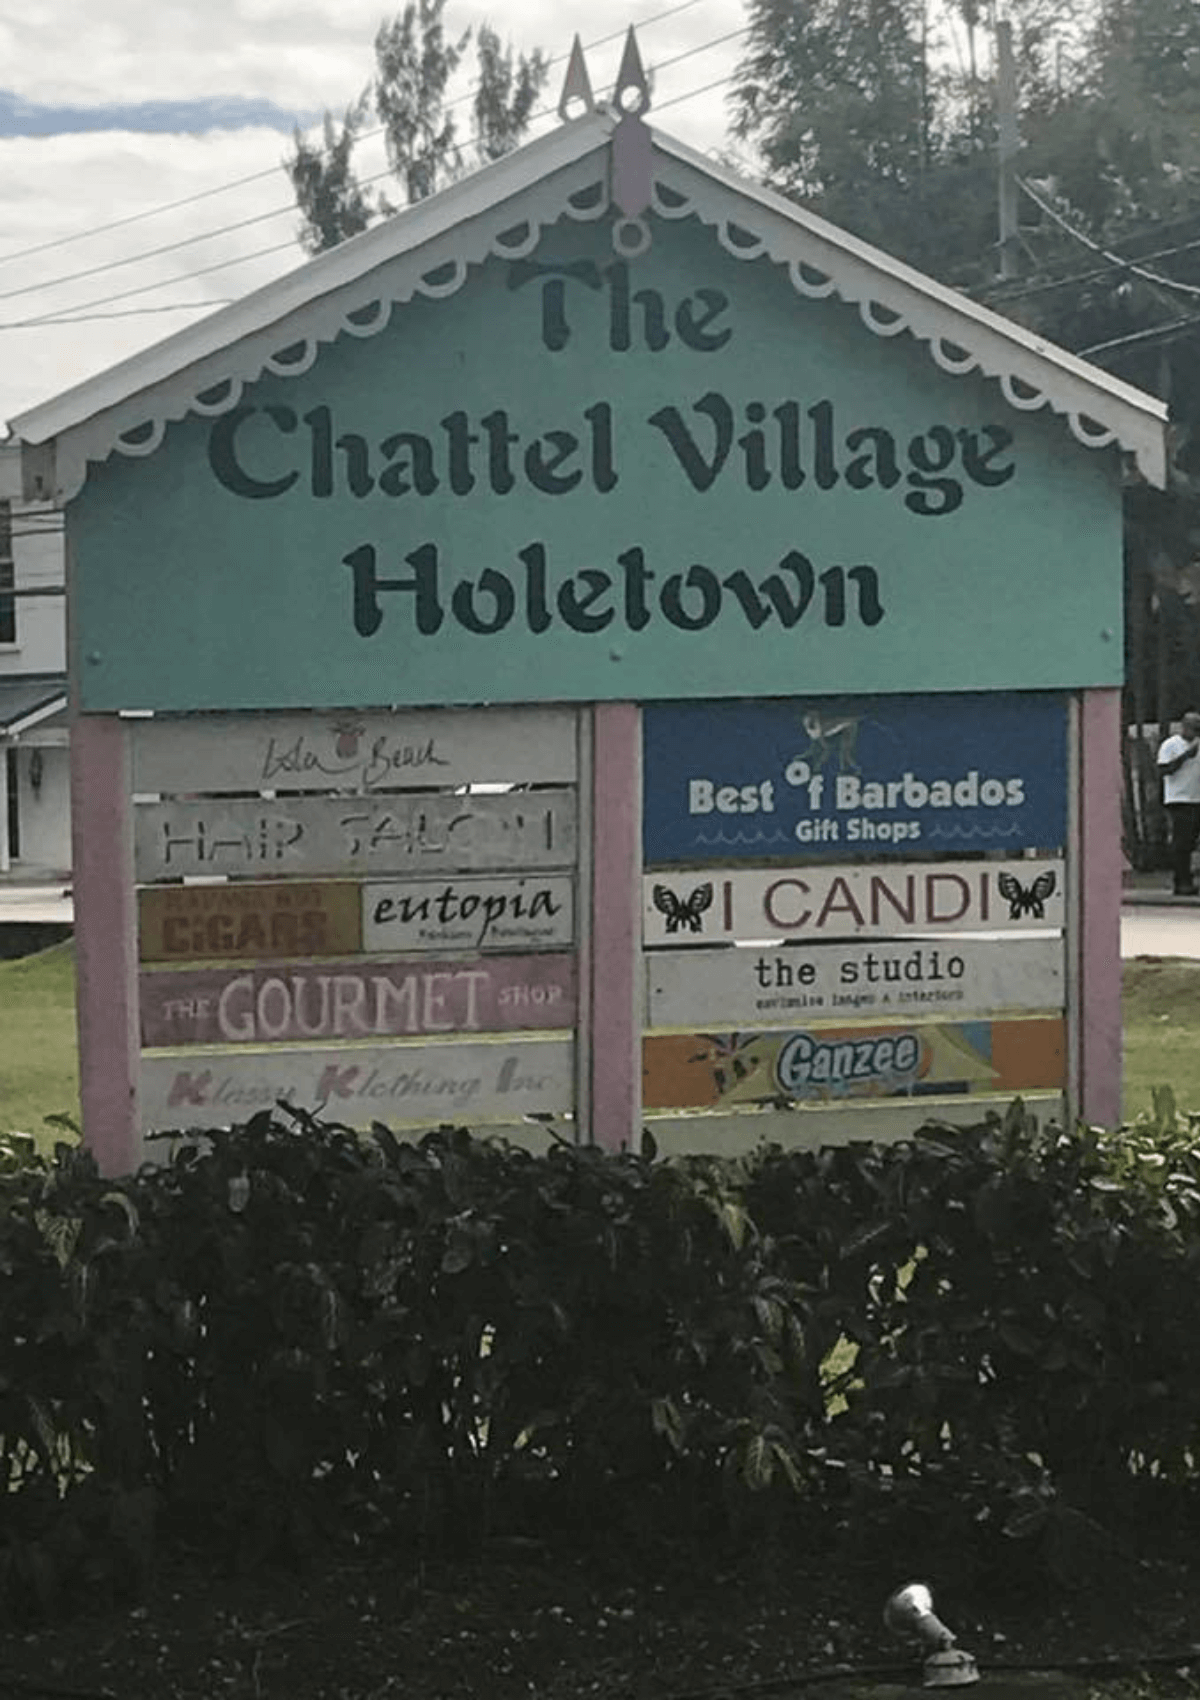 The
Chattel Village
Holetown
Beach
HAIR SALON
CIGARS
eutopia
THE GOURMET SHOP
Klassy Klothing Inc.
Best of Barbados
Gift Shops
I CANDI
the studio
Ganzee